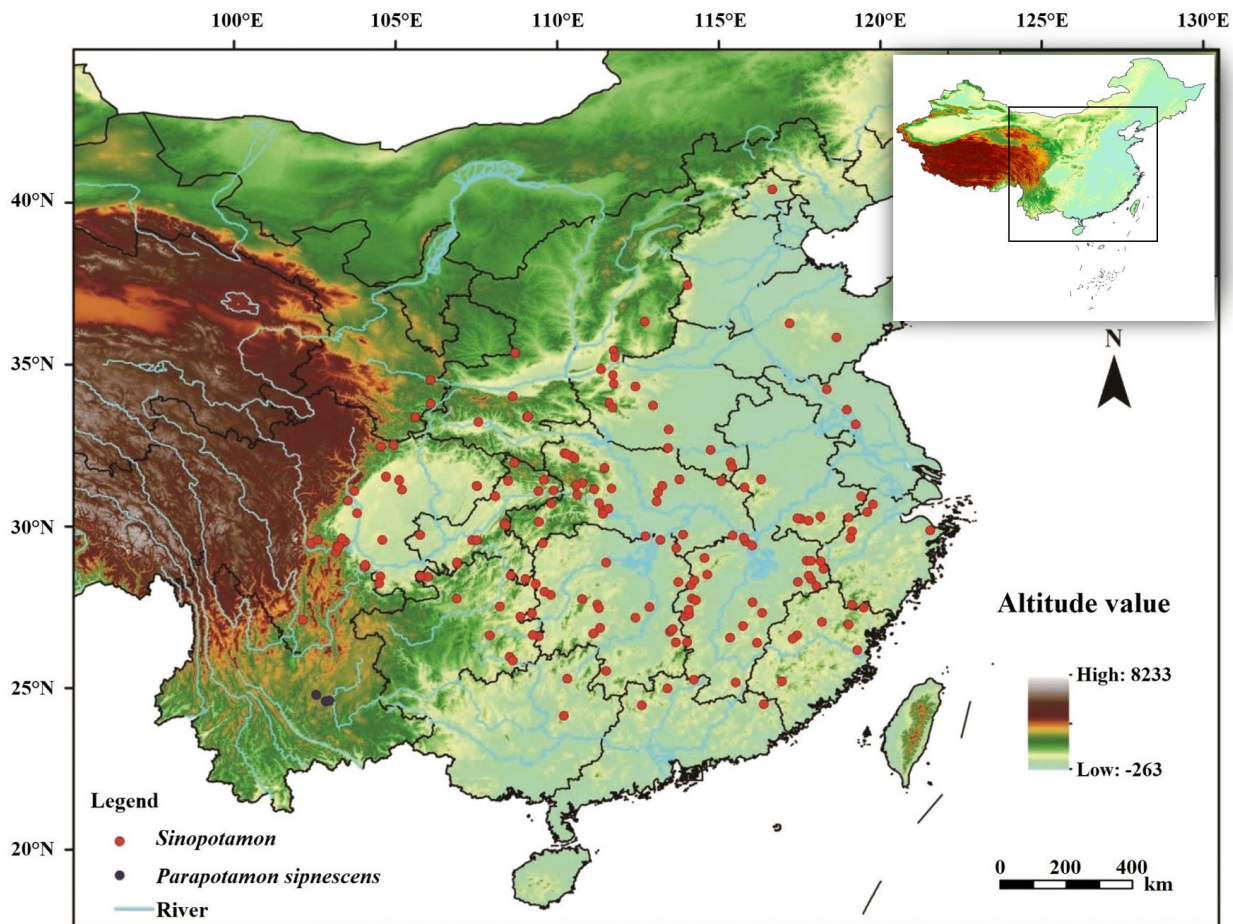 100°E 105°E 110°E 115°E 120°E 125°E 130°E
40°N
35°N
30°N
25°N
20°N
N
Altitude value
High: 8233
Low: -263
Legend
Sinopotamon
Parapotamon sipnescens
River
0 200 400
km